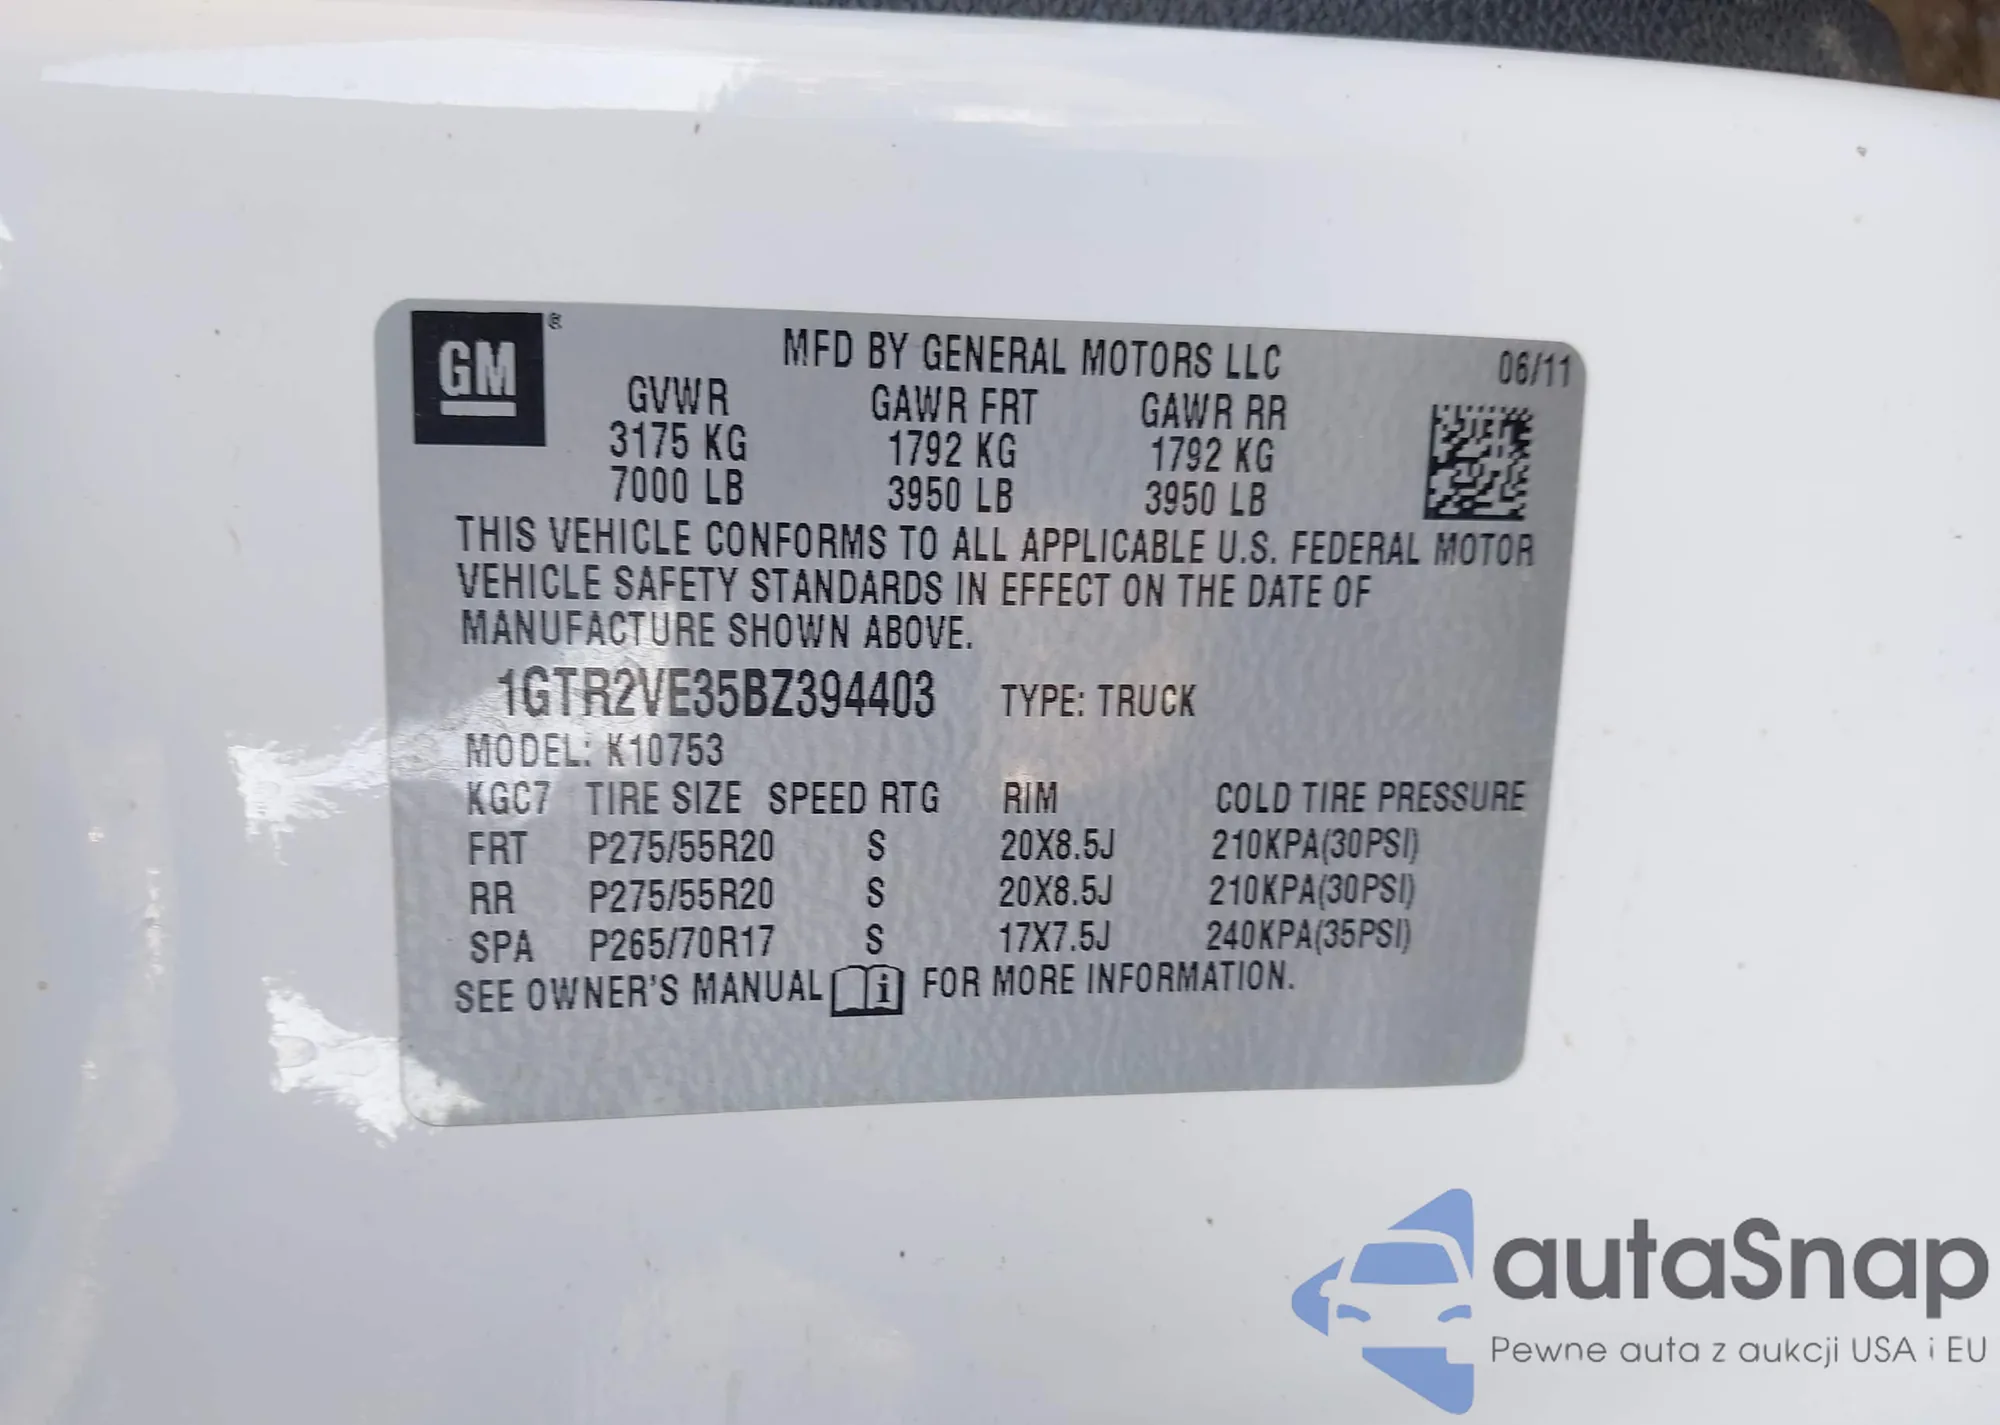 GM®
MFD BY GENERAL MOTORS LLC 06/11
GVWR GAWR FRT GAWR RR
3175 KG 1792 KG 1792 KG
7000 LB 3950 LB 3950 LB
THIS VEHICLE CONFORMS TO ALL APPLICABLE U.S. FEDERAL MOTOR
VEHICLE SAFETY STANDARDS IN EFFECT ON THE DATE OF
MANUFACTURE SHOWN ABOVE.
1GTR2VE35BZ394403 TYPE: TRUCK
MODEL: K10753
KGC7 TIRE SIZE SPEED RTG RIM COLD TIRE PRESSURE
FRT P275/55R20 S 20X8.5J 210KPA(30PSI)
RR P275/55R20 S 20X8.5J 210KPA(30PSI)
SPA P265/70R17 S 17X7.5J 240KPA(35PSI)
SEE OWNER'S MANUAL i FOR MORE INFORMATION.
autaSnap
Pewne auta z aukcji USA i EU